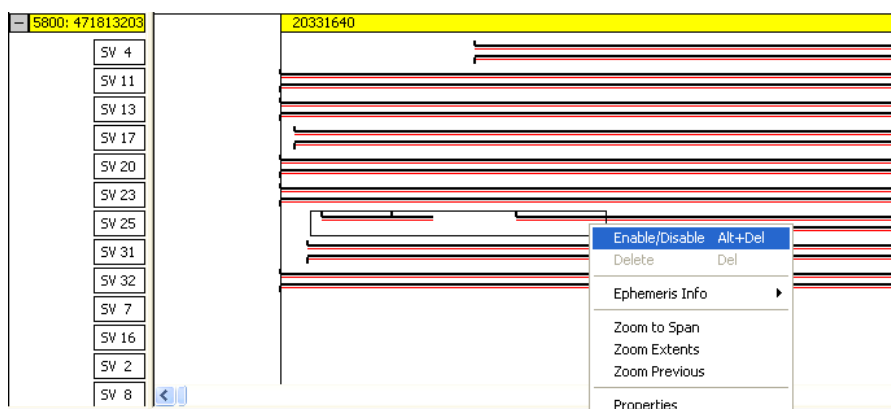 5800: 471813203 20331640
SV 4
SV 11
SV 13
SV 17
SV 20
SV 23
SV 25
SV 31
SV 32
SV 7
SV 16
SV 2
SV 8
Enable/Disable Alt+Del
Delete Del
Ephemeris Info
Zoom to Span
Zoom Extents
Zoom Previous
Properties